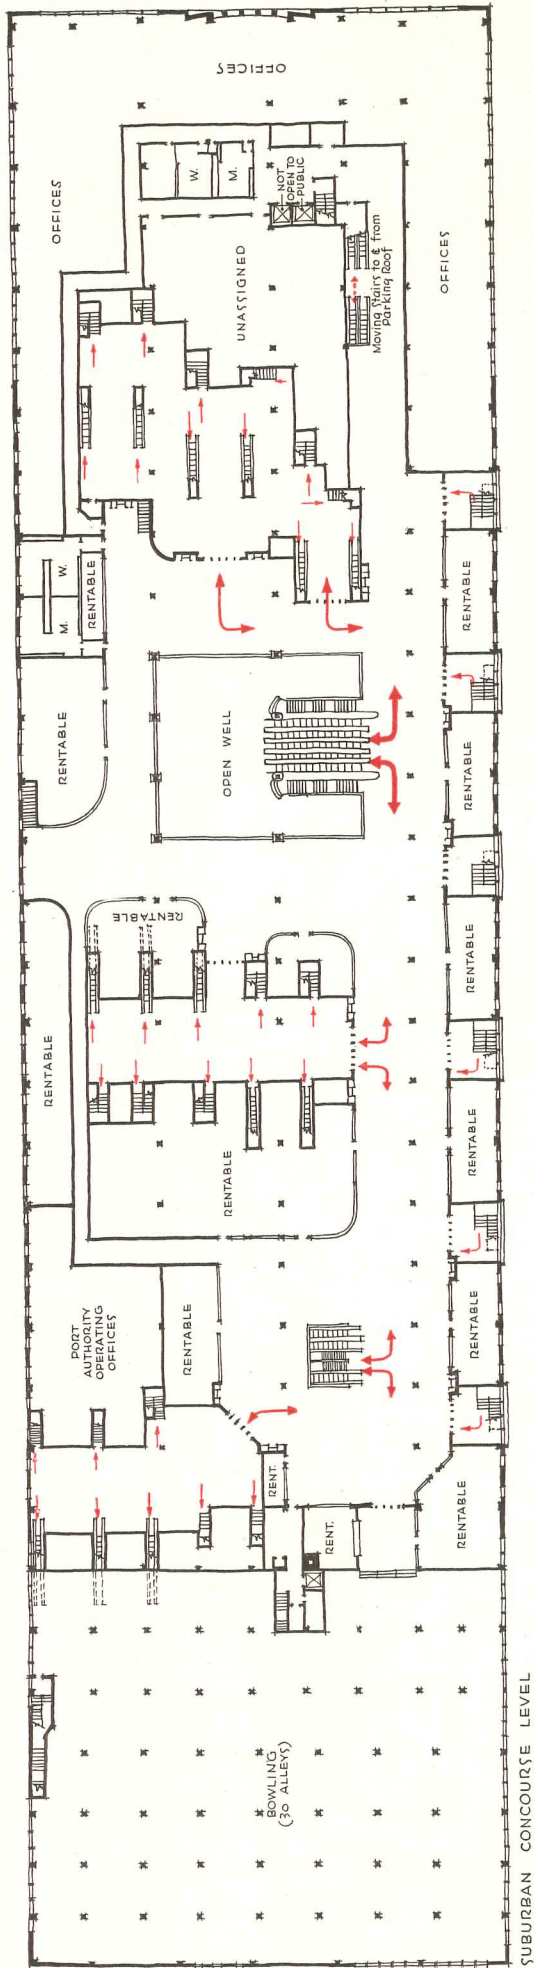 OFFICES
OFFICES
W.
M.
NOT
OPEN TO
PUBLIC
UNASSIGNED
Moving Stairs to & from
Parking Roof
OFFICES
W.
M.
RENTABLE
RENTABLE
RENTABLE
OPEN WELL
RENTABLE
RENTABLE
RENTABLE
RENTABLE
RENTABLE
RENTABLE
PORT
AUTHORITY
OPERATING
OFFICES
RENTABLE
RENTABLE
RENT.
RENT.
RENTABLE
BOWLING
(30 ALLEYS)
SUBURBAN CONCOURSE LEVEL